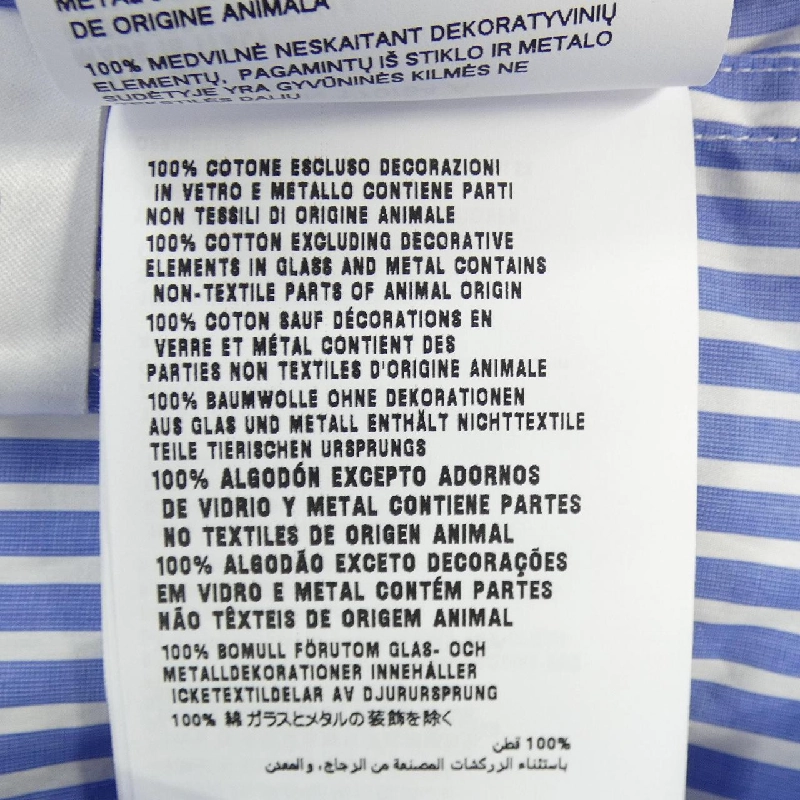 DE ORIGINE ANIMALA
100% MEDVILNĖ NESKAITANT DEKORATYVINIŲ
ELEMENTŲ, PAGAMINTŲ IŠ STIKLO IR METALO
SUDĖTYJE YRA GYVŪNINĖS KILMĖS NE
100% COTONE ESCLUSO DECORAZIONI
IN VETRO E METALLO CONTIENE PARTI
NON TESSILI DI ORIGINE ANIMALE
100% COTTON EXCLUDING DECORATIVE
ELEMENTS IN GLASS AND METAL CONTAINS
NON-TEXTILE PARTS OF ANIMAL ORIGIN
100% COTON SAUF DÉCORATIONS EN
VERRE ET MÉTAL CONTIENT DES
PARTIES NON TEXTILES D'ORIGINE ANIMALE
100% BAUMWOLLE OHNE DEKORATIONEN
AUS GLAS UND METALL ENTHÄLT NICHTTEXTILE
TEILE TIERISCHEN URSPRUNGS
100% ALGODÓN EXCEPTO ADORNOS
DE VIDRIO Y METAL CONTIENE PARTES
NO TEXTILES DE ORIGEN ANIMAL
100% ALGODÃO EXCETO DECORAÇÕES
EM VIDRO E METAL CONTÉM PARTES
NÃO TÊXTEIS DE ORIGEM ANIMAL
100% BOMULL FÖRUTOM GLAS- OCH
METALLDEKORATIONER INNEHÅLLER
ICKETEXTILDELAR AV DJURURSPRUNG
100% 綿 ガラスとメタルの装飾を除く
100% قطن
باستثناء الزركشات المصنعة من الزجاج، و المعدن